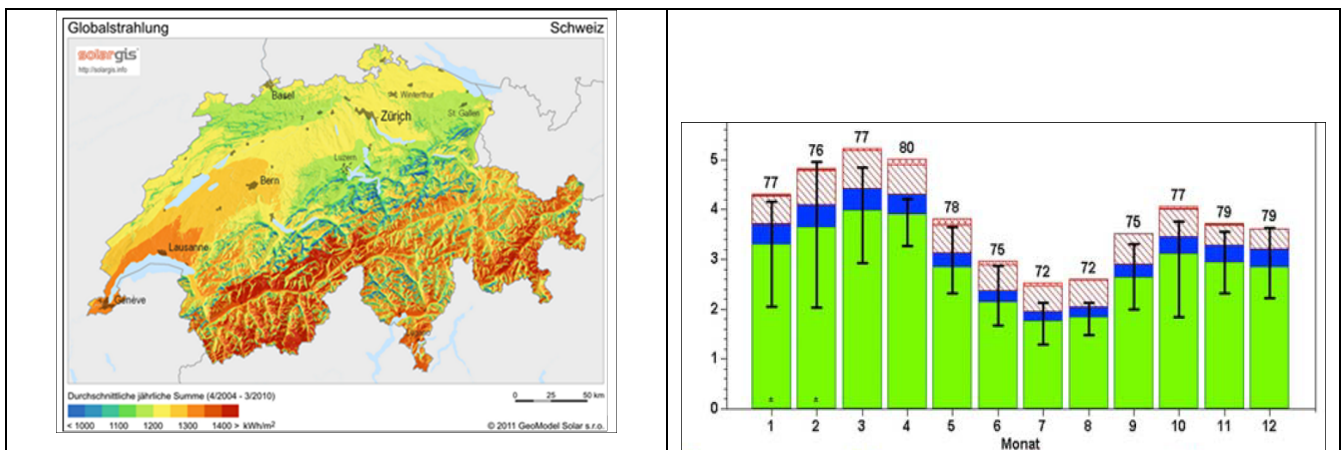 Globalstrahlung Schweiz
solargis
http://solargis.info
Basel
Winterthur
Zürich
St. Gallen
Luzern
Bern
Lausanne
Genève
Durchschnittliche jährliche Summe (4/2004 - 3/2010)
0 25 50 km
< 1000 1100 1200 1300 1400 > kWh/m²
© 2011 GeoModel Solar s.r.o.
77 76 77 80 78 75 72 72 75 77 79 79
5
4
3
2
1
0
1 2 3 4 5 6 7 8 9 10 11 12
Monat